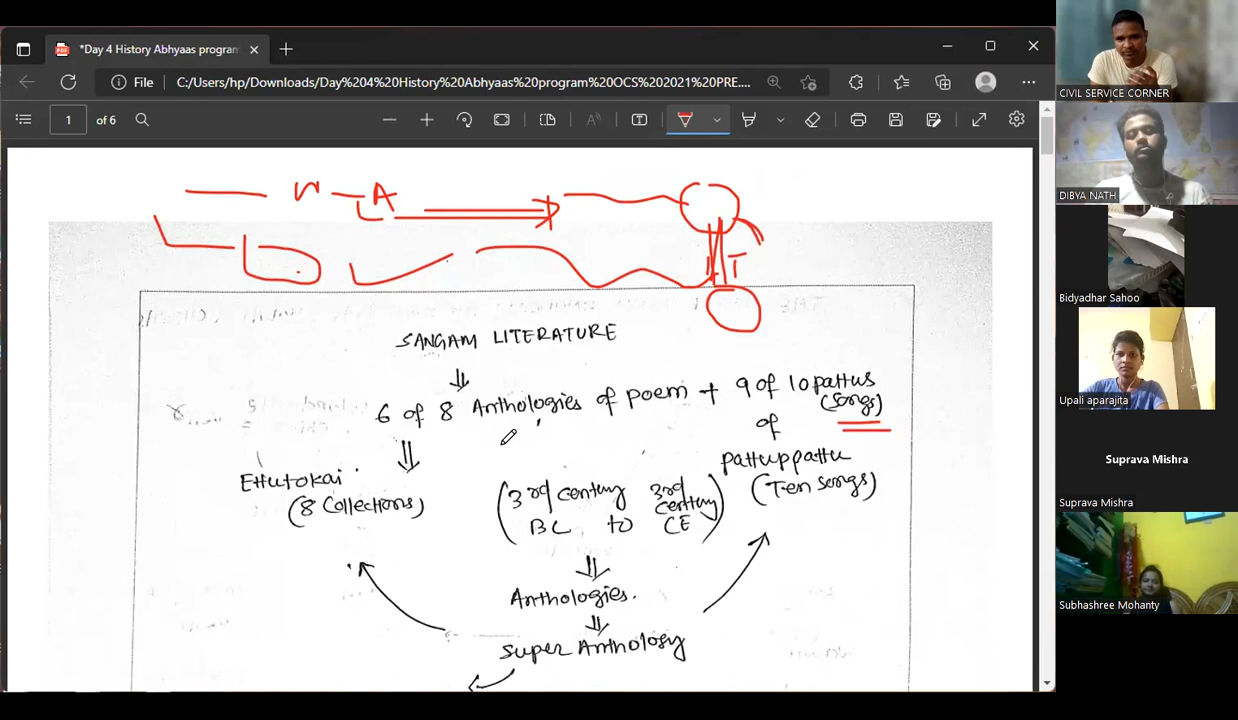 *Day 4 History Abhyaas program
File C:/Users/hp/Downloads/Day%204%20History%20Abhyaas%20program%20OCS%202021%20PRE....
1 of 6
W A
T
SANGAM LITERATURE
6 of 8 Anthologies of poem + 9 of 10 pattus
(songs)
of
Ettutokai
(8 Collections)
(3rd century BC to 3rd century CE)
pattuppattu
(Ten songs)
Anthologies.
Super Anthology
CIVIL SERVICE CORNER
DIBYA NATH
Bidyadhar Sahoo
Upali aparajita
Suprava Mishra
Suprava Mishra
Subhashree Mohanty